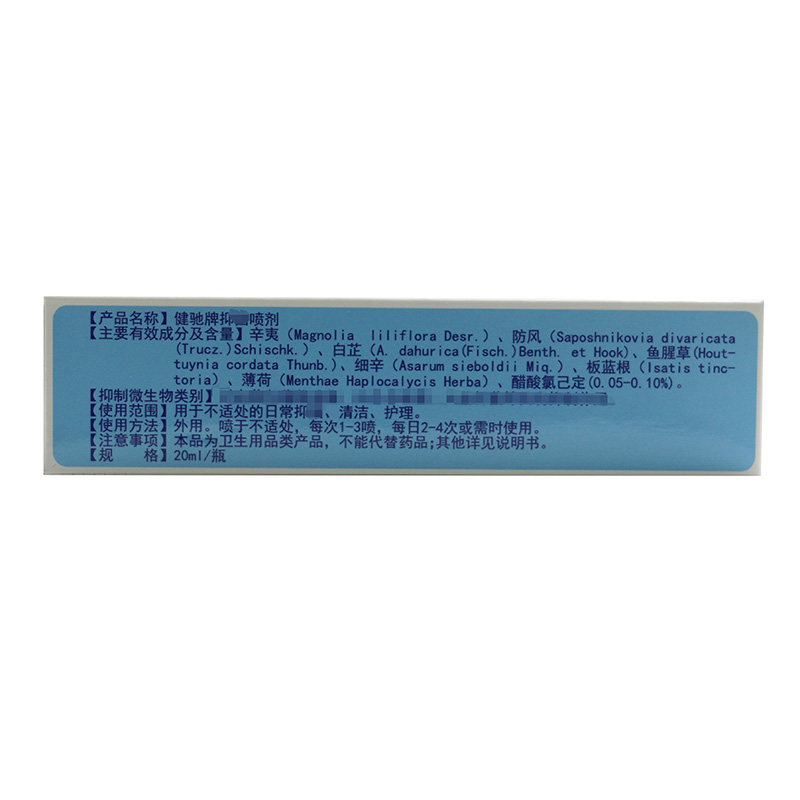 【产品名称】健驰牌抑 喷剂
【主要有效成分及含量】辛夷（Magnolia liliflora Desr.）、防风（Saposhnikovia divaricata
(Trucz.)Schischk.）、白芷（A. dahurica(Fisch.)Benth. et Hook）、鱼腥草(Hout-
tuynia cordata Thunb.）、细辛（Asarum sieboldii Miq.）、板蓝根（Isatis tinc-
toria）、薄荷（Menthae Haplocalycis Herba）、醋酸氯己定(0.05-0.10%)。
【抑制微生物类别】
【使用范围】用于不适处的日常抑 、清洁、护理。
【使用方法】外用。喷于不适处，每次1-3喷，每日2-4次或需时使用。
【注意事项】本品为卫生用品类产品，不能代替药品;其他详见说明书。
【规 格】20ml/瓶